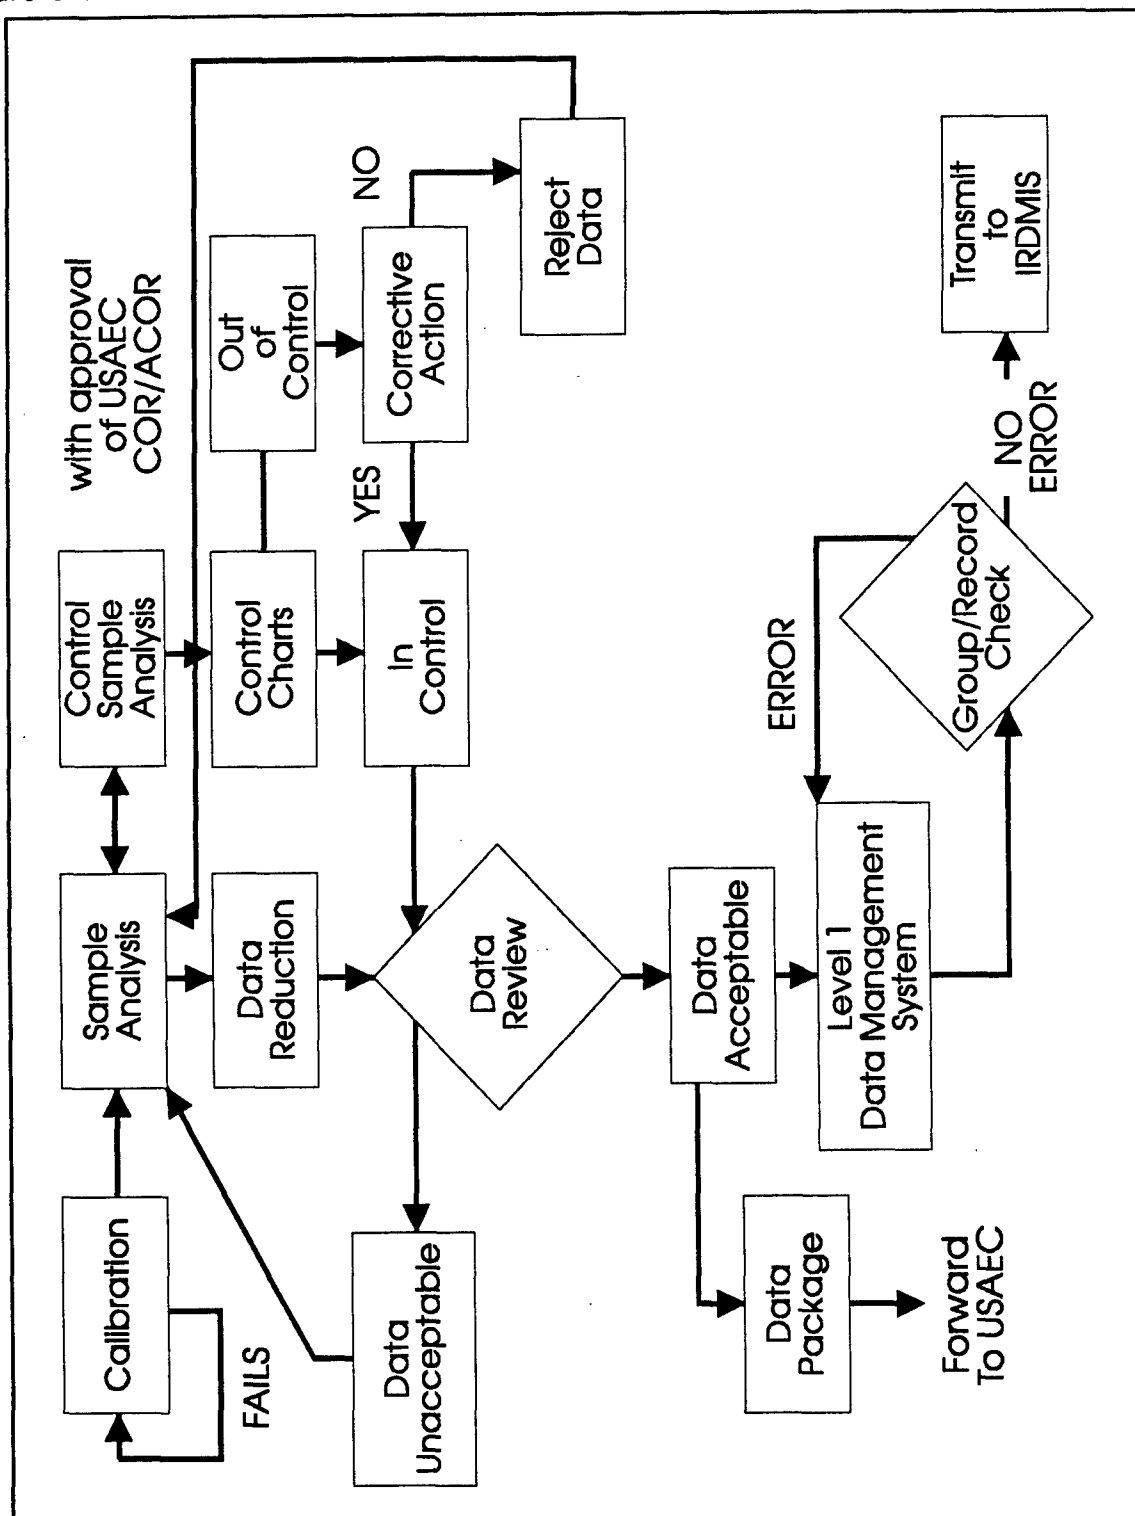 Calibration
FAILS
Sample
Analysis
Control
Sample
Analysis
with approval
of USAEC
COR/ACOR
Data
Reduction
Control
Charts
Out
of
Control
Data
Unacceptable
Data
Review
In
Control
YES
Corrective
Action
NO
Reject
Data
Data
Acceptable
Data
Package
Forward
To USAEC
Level 1
Data Management
System
ERROR
Group/Record
Check
NO
ERROR
Transmit
to
IRDMIS